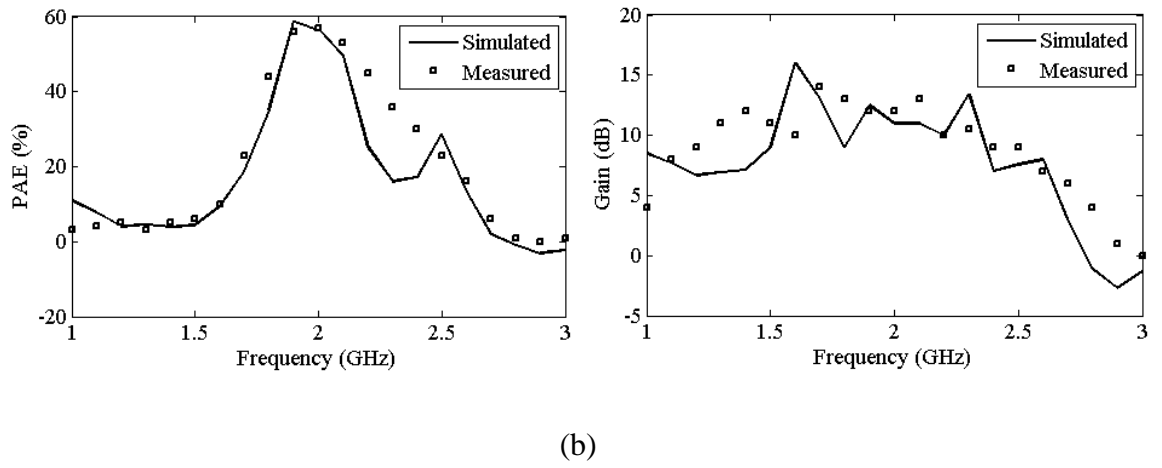 60
40
20
0
-20
PAE (%)
1
1.5
2
2.5
3
Frequency (GHz)
Simulated
Measured
20
15
10
5
0
-5
Gain (dB)
1
1.5
2
2.5
3
Frequency (GHz)
Simulated
Measured
(b)